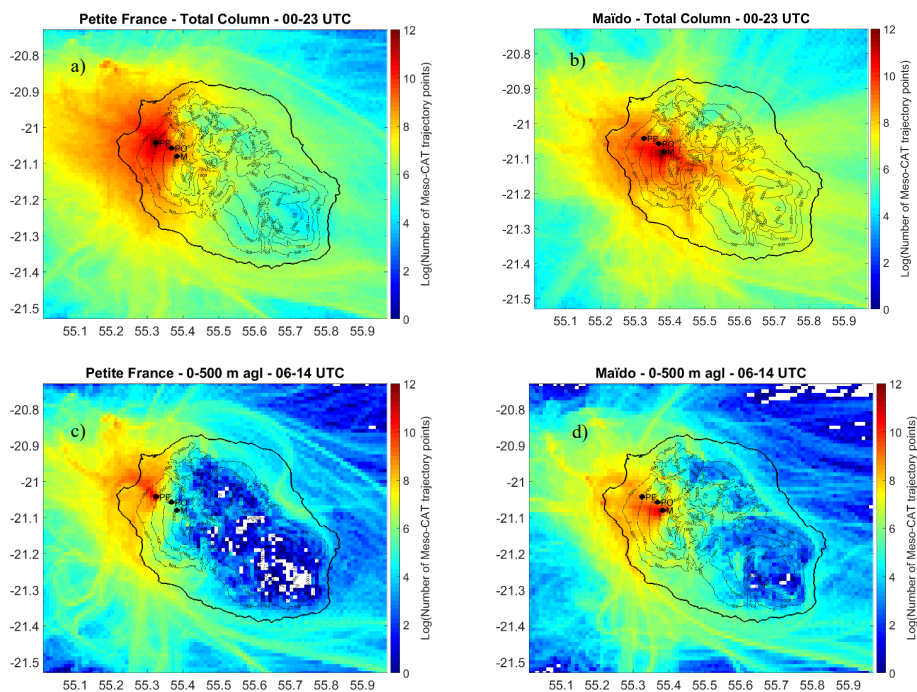 Petite France - Total Column - 00-23 UTC
a)
-20.8
-20.9
-21
-21.1
-21.2
-21.3
-21.4
-21.5
55.1 55.2 55.3 55.4 55.5 55.6 55.7 55.8 55.9
PF
PO
M
12
10
8
6
4
2
0
Log(Number of Meso-CAT trajectory points)
Maïdo - Total Column - 00-23 UTC
b)
-20.8
-20.9
-21
-21.1
-21.2
-21.3
-21.4
-21.5
55.1 55.2 55.3 55.4 55.5 55.6 55.7 55.8 55.9
PF
PO
M
12
10
8
6
4
2
0
Log(Number of Meso-CAT trajectory points)
Petite France - 0-500 m agl - 06-14 UTC
c)
-20.8
-20.9
-21
-21.1
-21.2
-21.3
-21.4
-21.5
55.1 55.2 55.3 55.4 55.5 55.6 55.7 55.8 55.9
PF
PO
M
12
10
8
6
4
2
0
Log(Number of Meso-CAT trajectory points)
Maïdo - 0-500 m agl - 06-14 UTC
d)
-20.8
-20.9
-21
-21.1
-21.2
-21.3
-21.4
-21.5
55.1 55.2 55.3 55.4 55.5 55.6 55.7 55.8 55.9
PF
PO
M
12
10
8
6
4
2
0
Log(Number of Meso-CAT trajectory points)